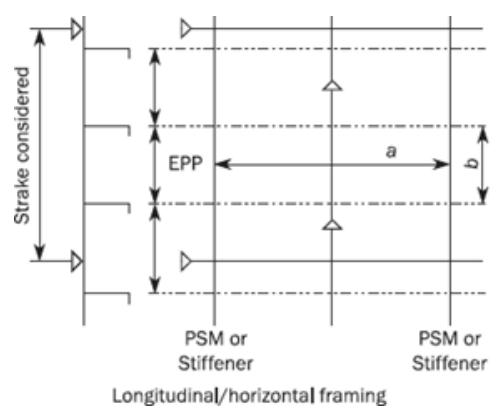 Strake considered
EPP
a
b
PSM or
Stiffener
PSM or
Stiffener
Longitudinal/horizontal framing